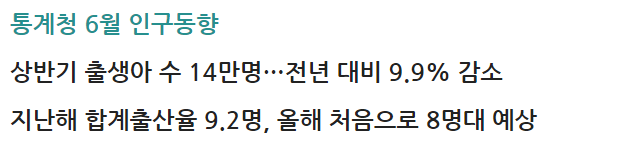 통계청 6월 인구동향
상반기 출생아 수 14만명…전년 대비 9.9% 감소
지난해 합계출산율 9.2명, 올해 처음으로 8명대 예상